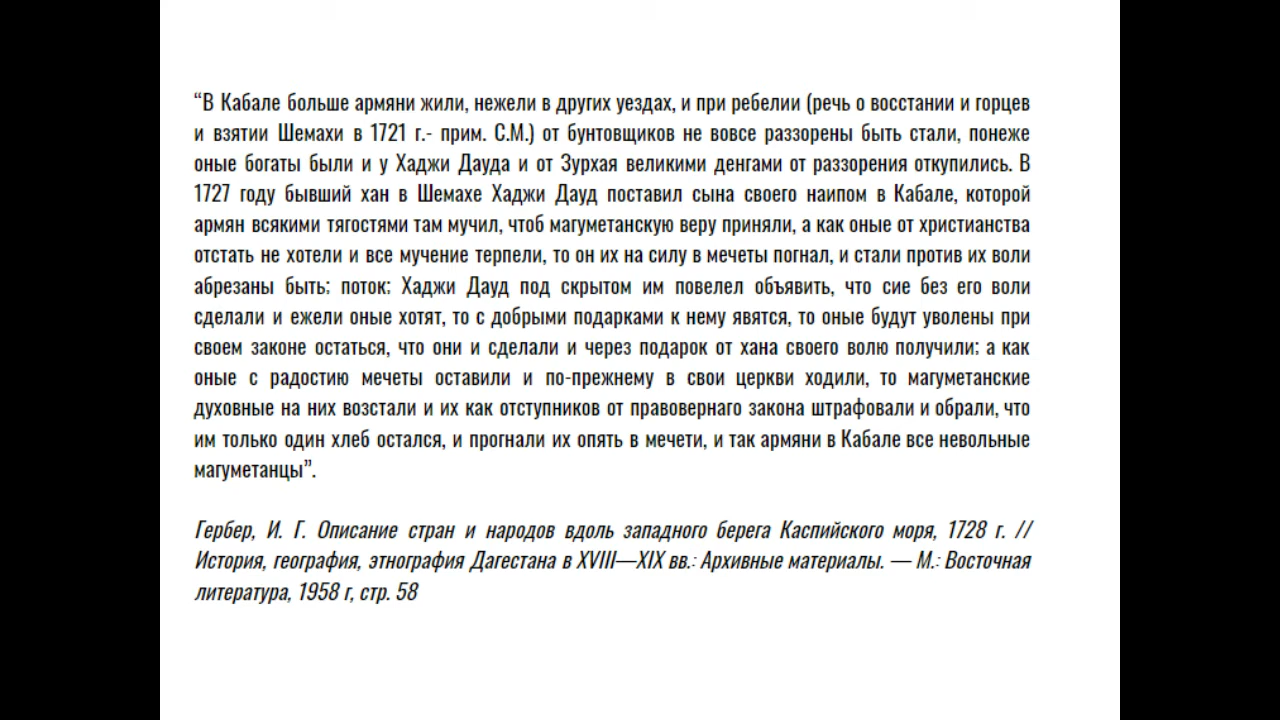 “В Кабале больше армяни жили, нежели в других уездах, и при ребелии (речь о восстании и горцев
и взятии Шемахи в 1721 г.- прим. С.М.) от бунтовщиков не вовсе раззорены быть стали, понеже
оные богаты были и у Хаджи Дауда и от Зурхая великими денгами от раззорения откупились. В
1727 году бывший хан в Шемахе Хаджи Дауд поставил сына своего наипом в Кабале, которой
армян всякими тягостями там мучил, чтоб магуметанскую веру приняли, а как оные от христианства
отстать не хотели и все мучение терпели, то он их на силу в мечеты погнал, и стали против их воли
абрезаны быть; поток: Хаджи Дауд под скрытом им повелел объявить, что сие без его воли
сделали и ежели оные хотят, то с добрыми подарками к нему явятся, то оные будут уволены при
своем законе остаться, что они и сделали и через подарок от хана своего волю получили; а как
оные с радостию мечеты оставили и по-прежнему в свои церкви ходили, то магуметанские
духовные на них возстали и их как отступников от правовернаго закона штрафовали и обрали, что
им только один хлеб остался, и прогнали их опять в мечети, и так армяни в Кабале все невольные
магуметанцы”.
Гербер, И. Г. Описание стран и народов вдоль западного берега Каспийского моря, 1728 г. //
История, география, этнография Дагестана в XVIII—XIX вв.: Архивные материалы. — М.: Восточная
литература, 1958 г, стр. 58